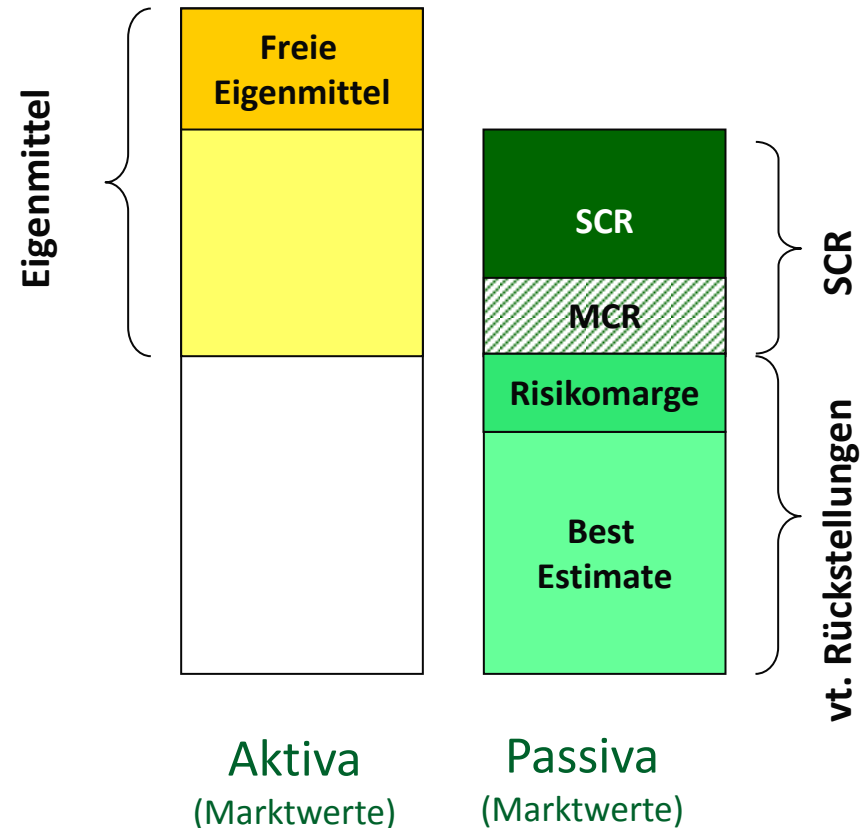 Eigenmittel
Freie
Eigenmittel
SCR
MCR
Risikomarge
Best
Estimate
SCR
vt. Rückstellungen
Aktiva
(Marktwerte)
Passiva
(Marktwerte)